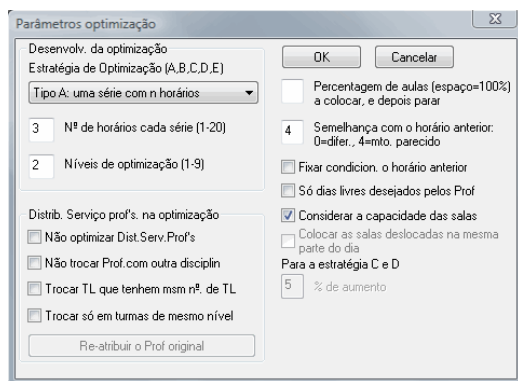 Parâmetros optimização
Desenvolv. da optimização
Estratégia de Optimização (A,B,C,D,E)
Tipo A: uma série com n horários
3 Nº de horários cada série (1-20)
2 Níveis de optimização (1-9)
Distrib. Serviço prof's. na optimização
Não optimizar Dist.Serv.Prof's
Não trocar Prof.com outra disciplin
Trocar TL que tenhem msm nº. de TL
Trocar só em turmas de mesmo nível
Re-atribuir o Prof original
OK Cancelar
Percentagem de aulas (espaço=100%)
a colocar, e depois parar
4 Semelhança com o horário anterior:
0=difer., 4=mto. parecido
Fixar condicion. o horário anterior
Só dias livres desejados pelos Prof
Considerar a capacidade das salas
Colocar as salas deslocadas na mesma
parte do dia
Para a estratégia C e D
5 % de aumento